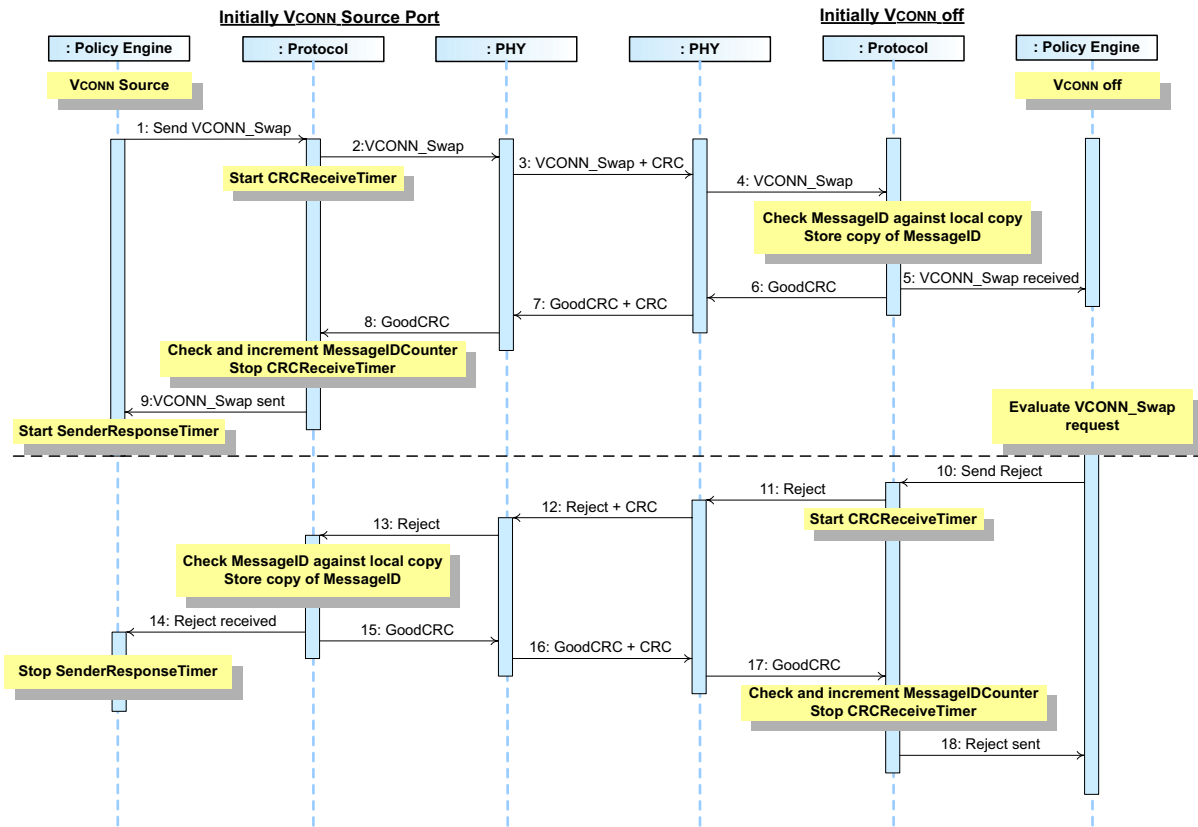 Initially VCONN Source Port
Initially VCONN off
: Policy Engine
: Protocol
: PHY
: PHY
: Protocol
: Policy Engine
VCONN Source
VCONN off
1: Send VCONN_Swap
2:VCONN_Swap
3: VCONN_Swap + CRC
Start CRCReceiveTimer
4: VCONN_Swap
Check MessageID against local copy
Store copy of MessageID
5: VCONN_Swap received
6: GoodCRC
7: GoodCRC + CRC
8: GoodCRC
Check and increment MessageIDCounter
Stop CRCReceiveTimer
9:VCONN_Swap sent
Start SenderResponseTimer
Evaluate VCONN_Swap
request
10: Send Reject
11: Reject
12: Reject + CRC
Start CRCReceiveTimer
13: Reject
Check MessageID against local copy
Store copy of MessageID
14: Reject received
15: GoodCRC
16: GoodCRC + CRC
Stop SenderResponseTimer
17: GoodCRC
Check and increment MessageIDCounter
Stop CRCReceiveTimer
18: Reject sent